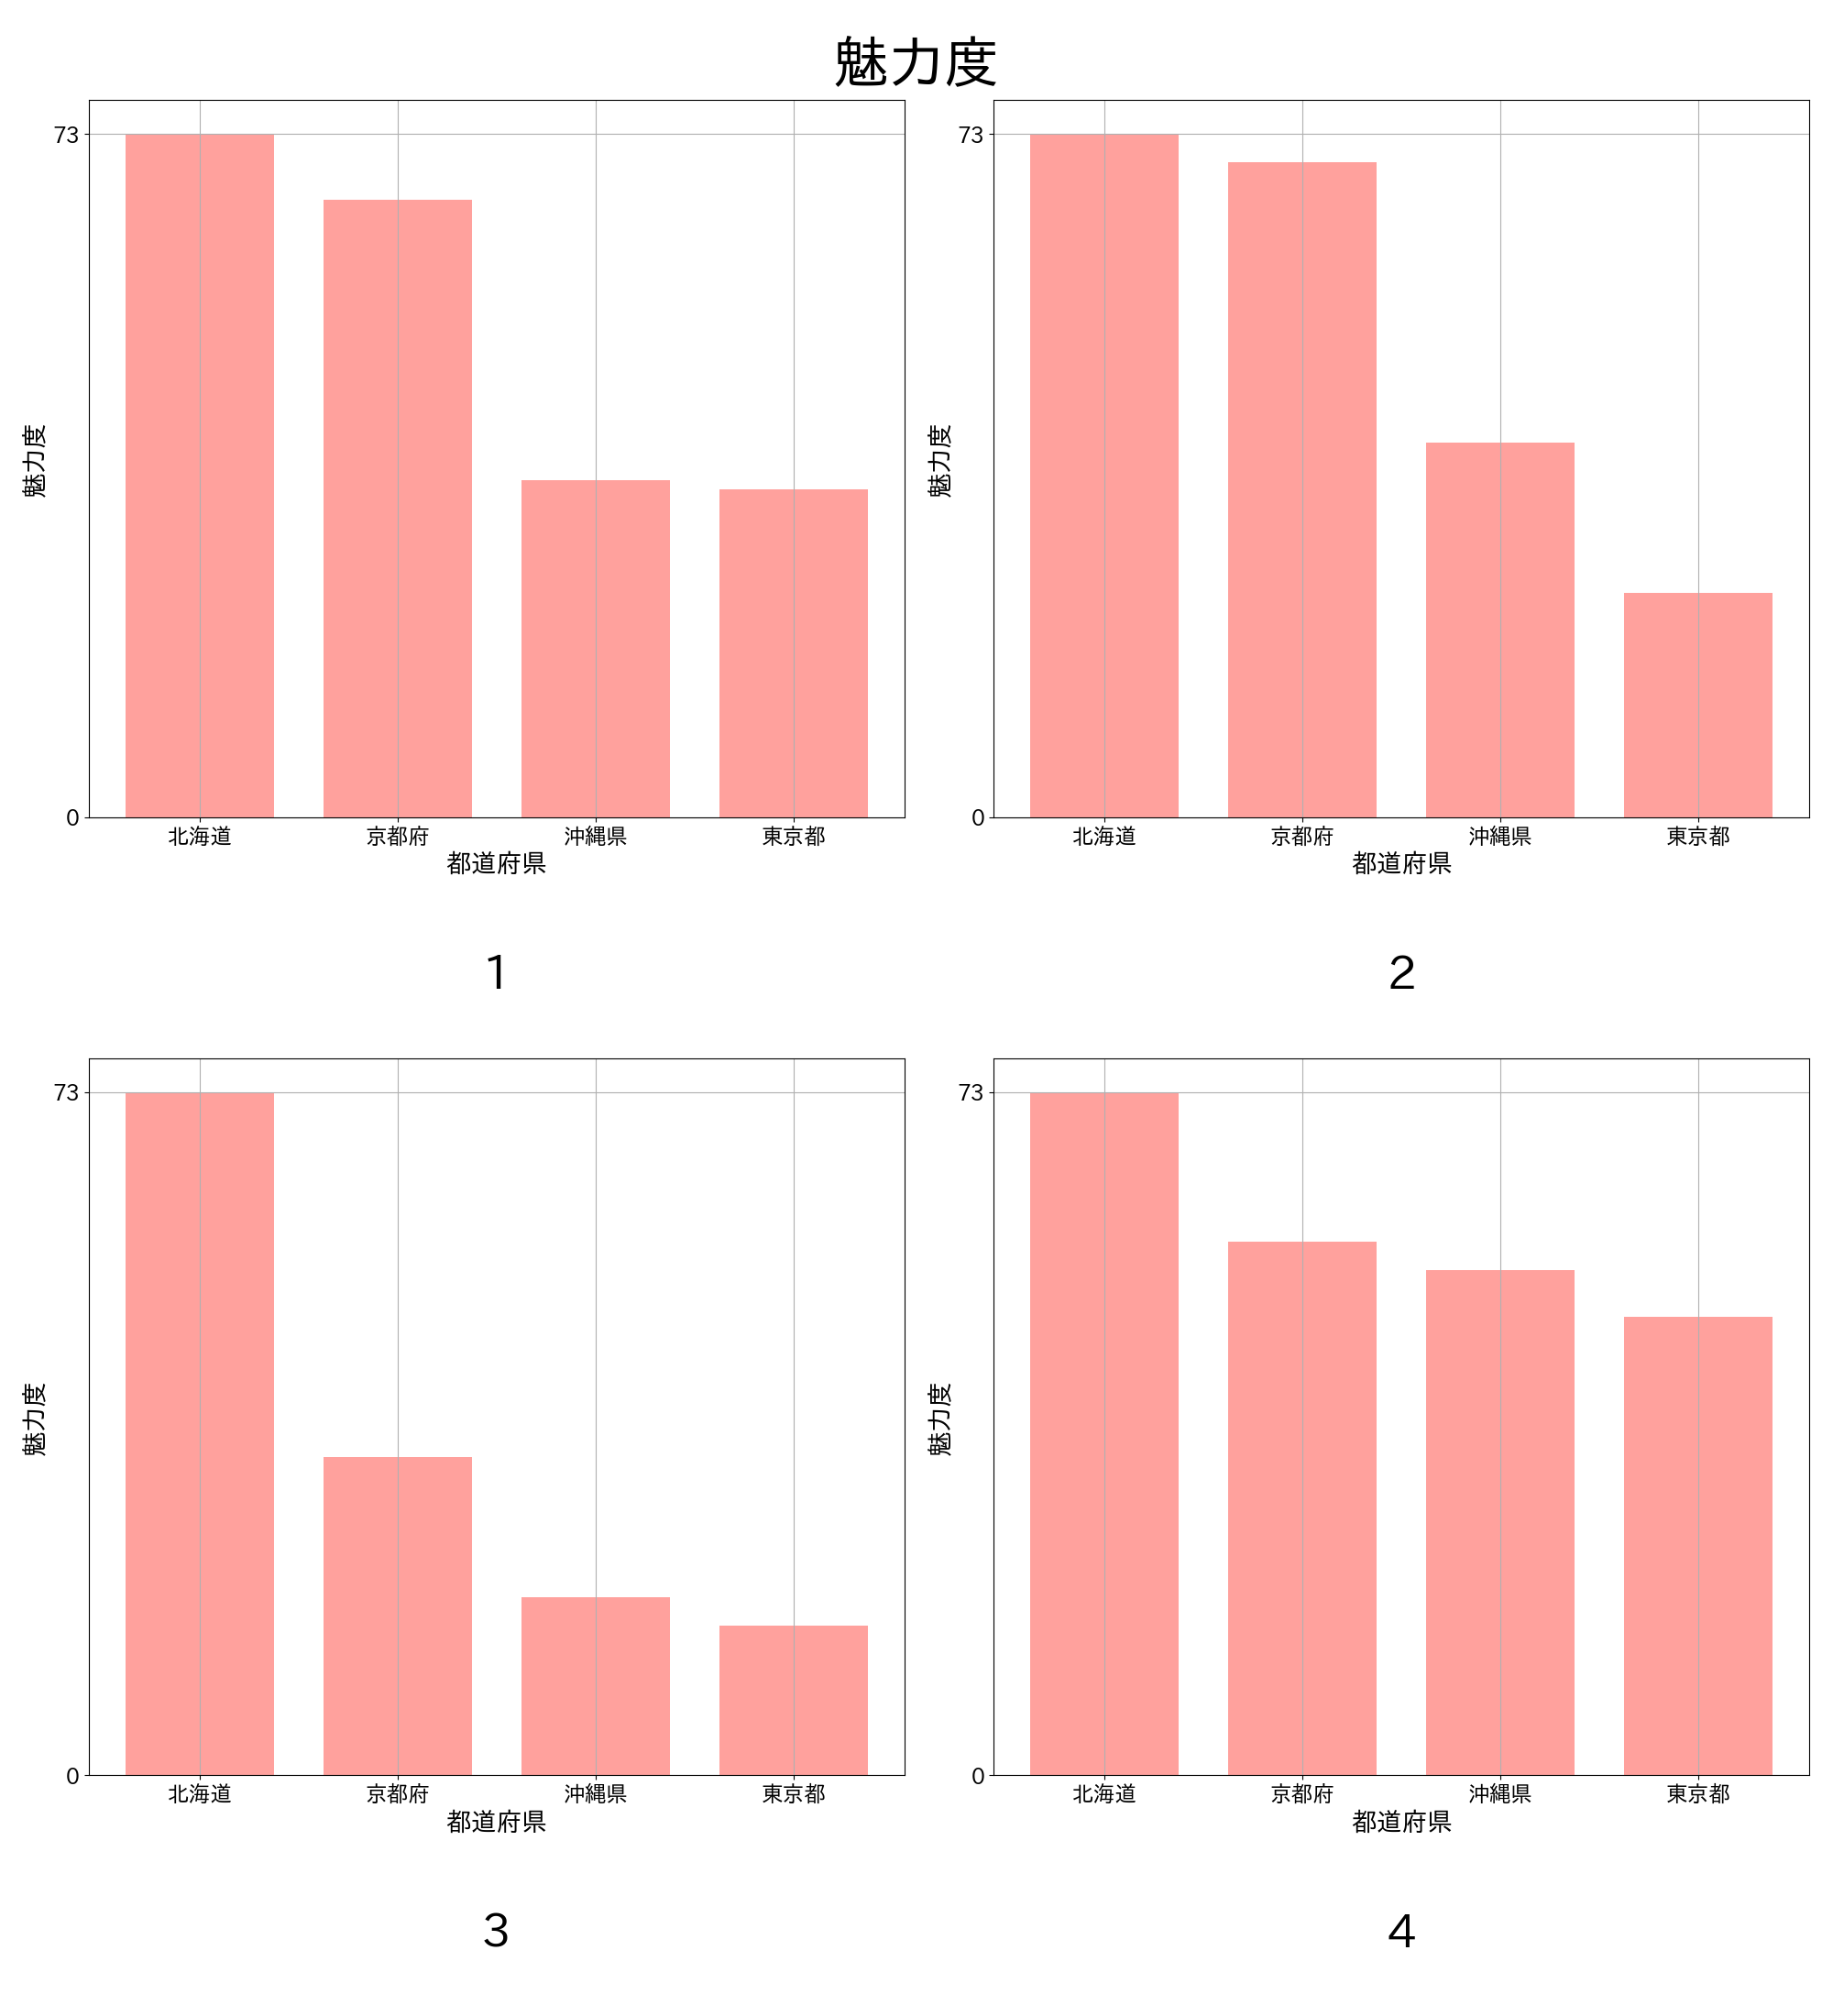 魅力度
73
0
魅力度
北海道 京都府 沖縄県 東京都
都道府県
1
73
0
魅力度
北海道 京都府 沖縄県 東京都
都道府県
2
73
0
魅力度
北海道 京都府 沖縄県 東京都
都道府県
3
73
0
魅力度
北海道 京都府 沖縄県 東京都
都道府県
4